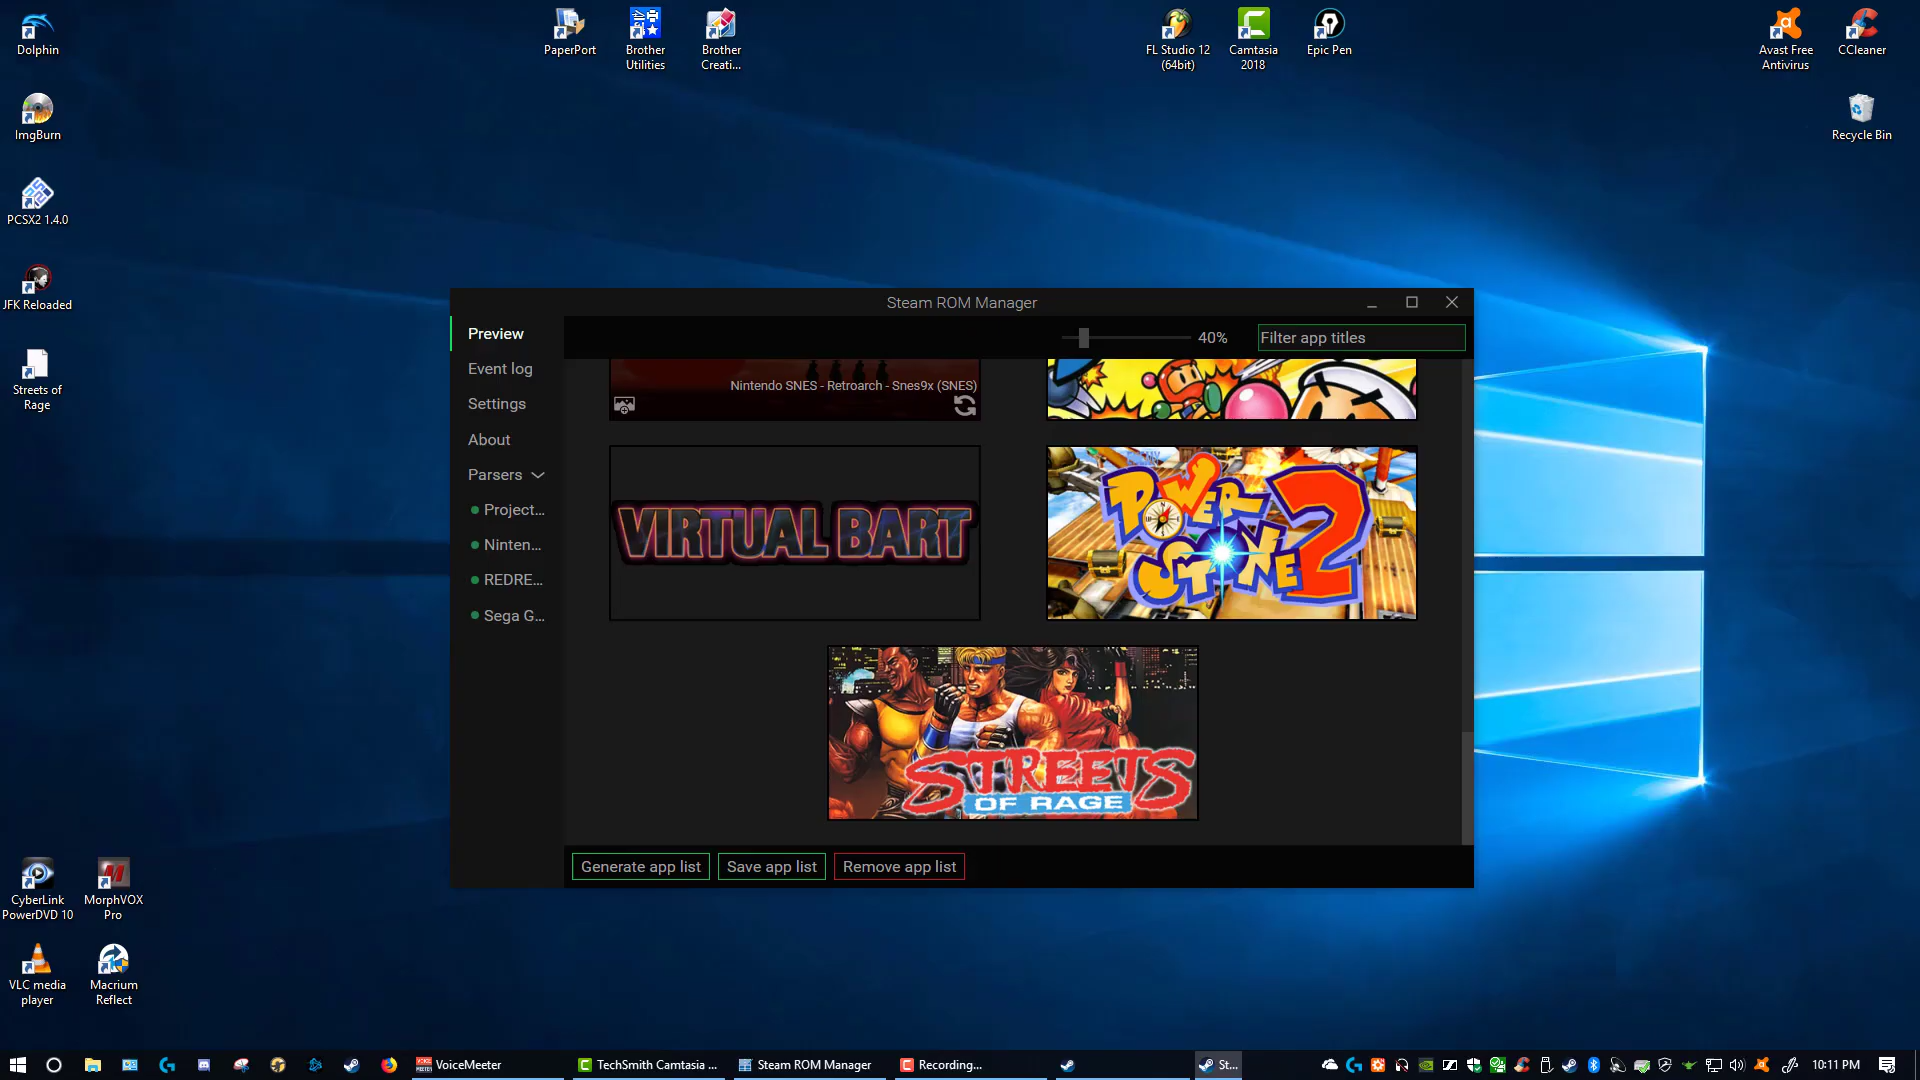 Dolphin
PaperPort
Brother
Utilities
Brother
Creati...
FL Studio 12
(64bit)
Camtasia
2018
Epic Pen
Avast Free
Antivirus
CCleaner
ImgBurn
Recycle Bin
PCSX2 1.4.0
JFK Reloaded
Streets of
Rage
Steam ROM Manager
Preview
40%
Filter app titles
Event log
Settings
About
Parsers
Project...
Ninten...
REDRE...
Sega G...
Nintendo SNES - Retroarch - Snes9x (SNES)
VIRTUAL BART
POWER
STONE 2
STREETS
OF RAGE
Generate app list
Save app list
Remove app list
CyberLink
PowerDVD 10
MorphVOX
Pro
VLC media
player
Macrium
Reflect
VoiceMeeter
TechSmith Camtasia ...
Steam ROM Manager
Recording...
St...
10:11 PM